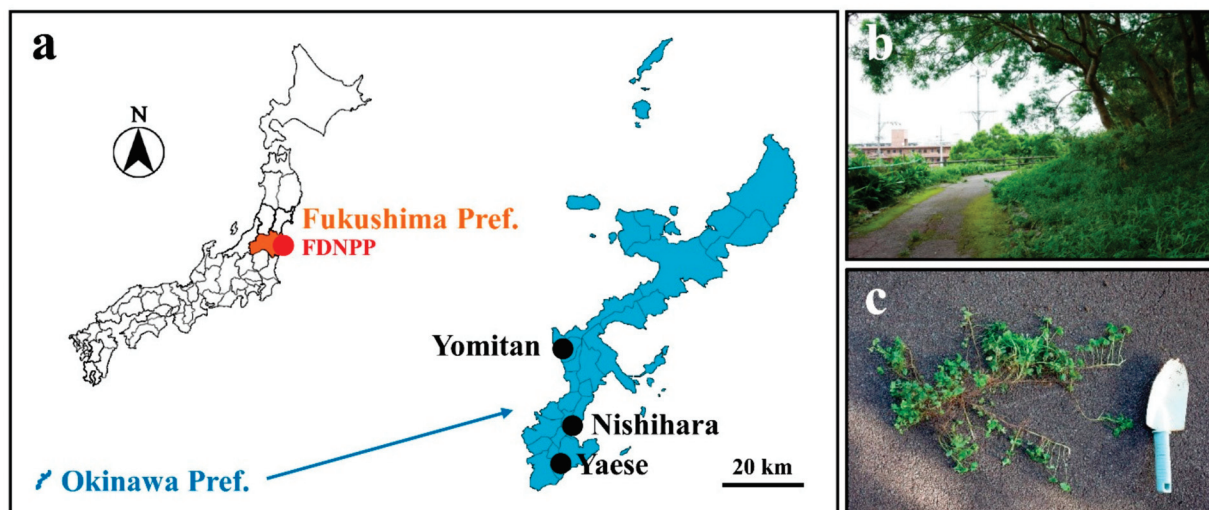 a
N
Fukushima Pref.
FDNPP
Yomitan
Nishihara
Yaese
20 km
Okinawa Pref.
b
c